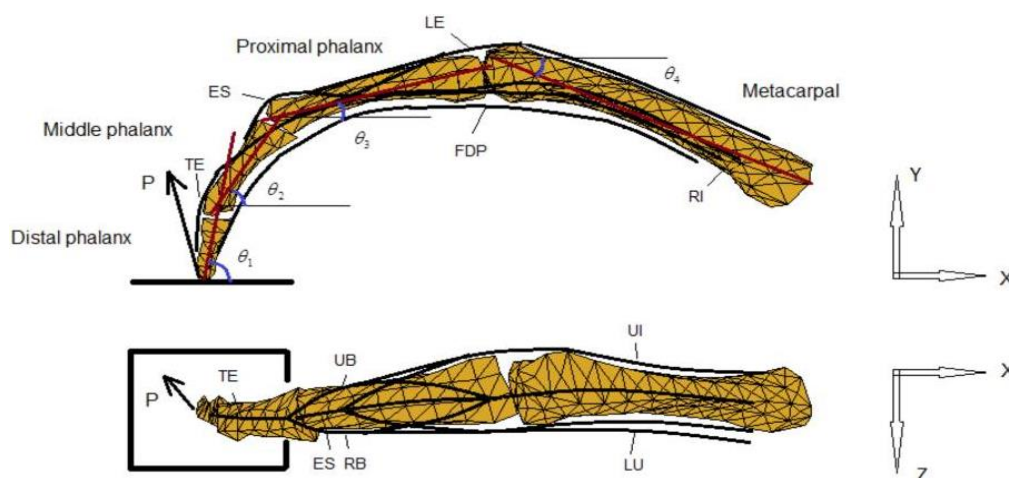 LE
Proximal phalanx
θ4
ES
Metacarpal
Middle phalanx
θ3
FDP
TE
P
θ2
RI
Y
Distal phalanx
θ1
X
UI
UB
TE
X
P
ES RB
LU
Z